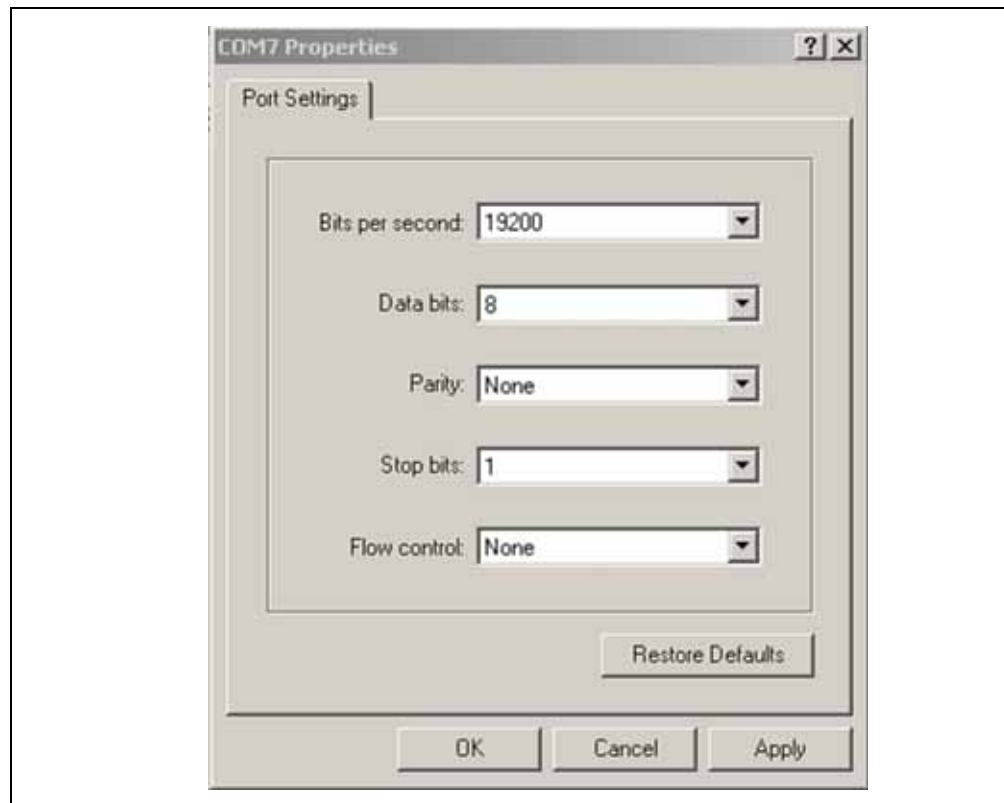 COM7 Properties
Port Settings
Bits per second: 19200
Data bits: 8
Parity: None
Stop bits: 1
Flow control: None
Restore Defaults
OK Cancel Apply